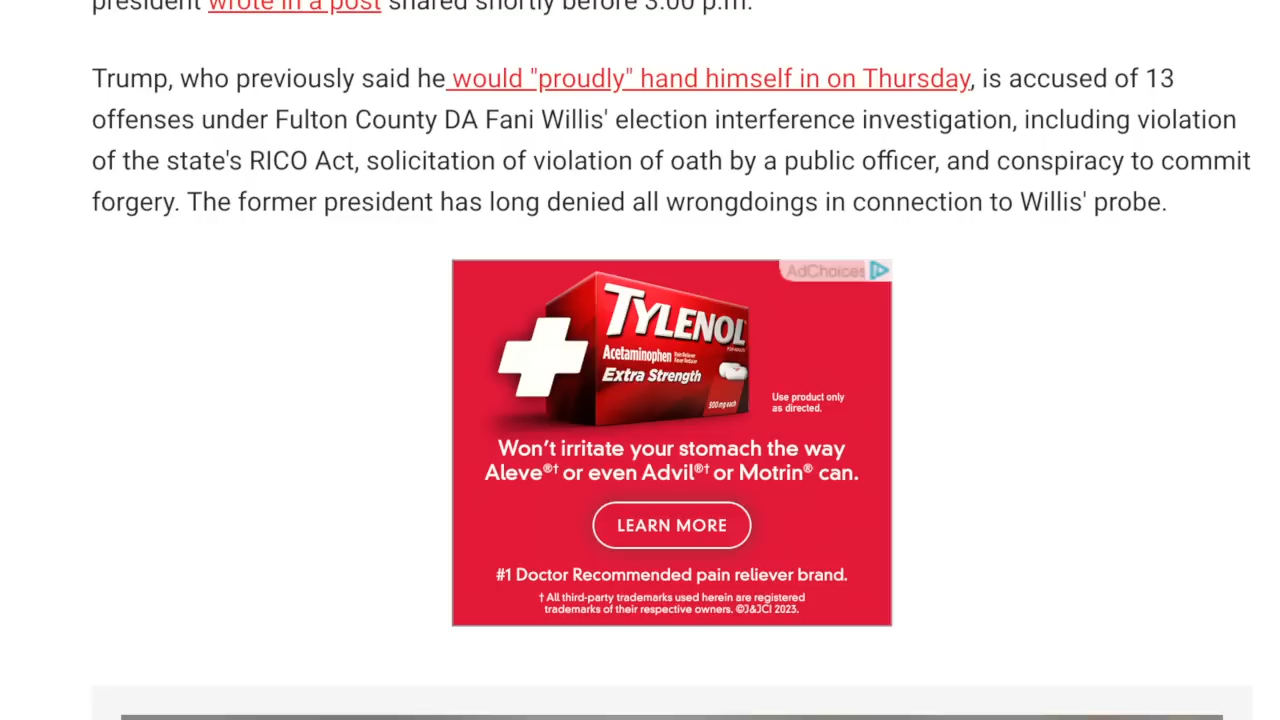 president wrote in a post shared shortly before 3:00 p.m.
Trump, who previously said he would "proudly" hand himself in on Thursday, is accused of 13
offenses under Fulton County DA Fani Willis' election interference investigation, including violation
of the state's RICO Act, solicitation of violation of oath by a public officer, and conspiracy to commit
forgery. The former president has long denied all wrongdoings in connection to Willis' probe.
AdChoices
TYLENOL
FOR ADULTS
Acetaminophen Pain Reliever
Fever Reducer
Extra Strength
500 mg each
Use product only
as directed.
Won't irritate your stomach the way
Aleve®† or even Advil®† or Motrin® can.
LEARN MORE
#1 Doctor Recommended pain reliever brand.
† All third-party trademarks used herein are registered
trademarks of their respective owners. ©J&JCI 2023.